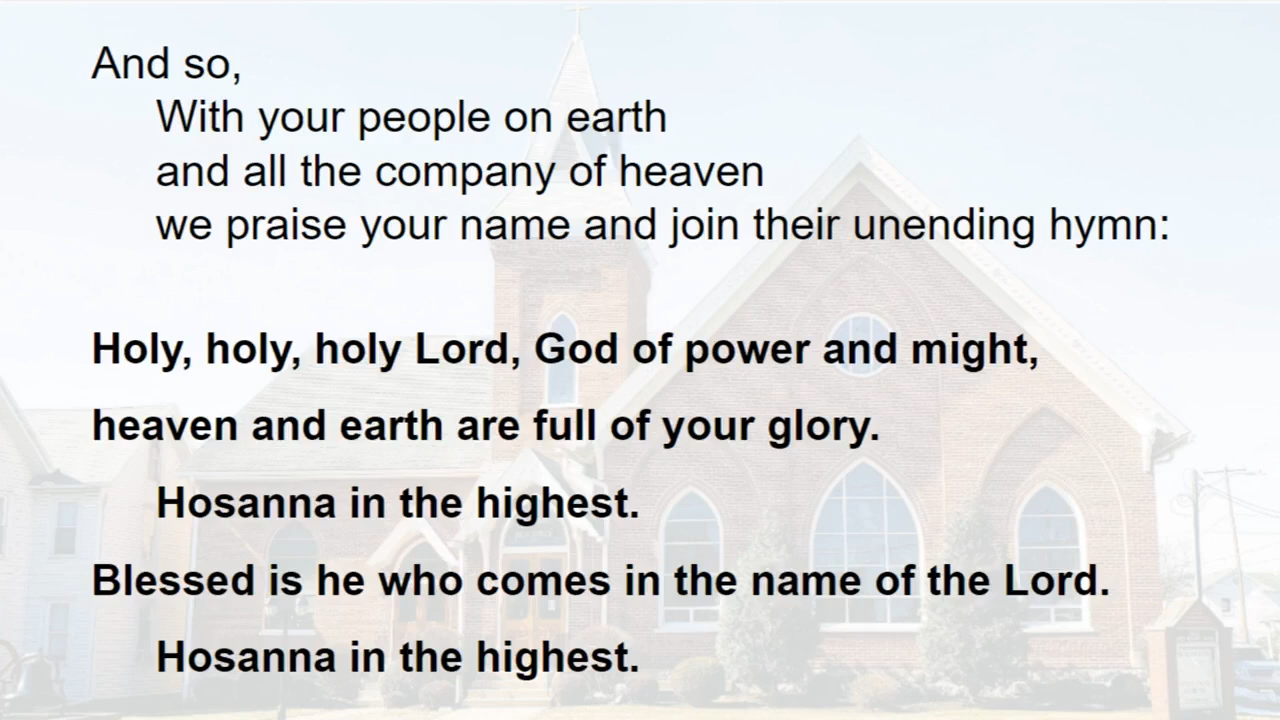 And so,
With your people on earth
and all the company of heaven
we praise your name and join their unending hymn:
Holy, holy, holy Lord, God of power and might,
heaven and earth are full of your glory.
Hosanna in the highest.
Blessed is he who comes in the name of the Lord.
Hosanna in the highest.